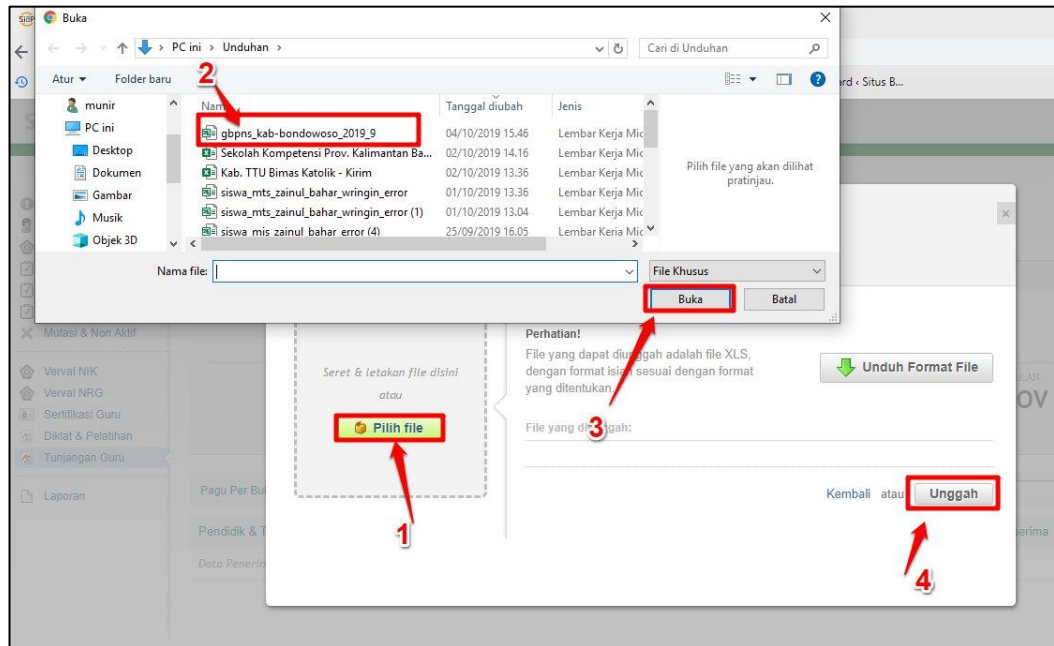 Buka
PC ini > Unduhan >
Cari di Unduhan
Atur
Folder baru
rd ‹ Situs B...
2
munir
PC ini
Desktop
Dokumen
Gambar
Musik
Objek 3D
Tanggal diubah
Jenis
gbpns_kab-bondowoso_2019_9
04/10/2019 15.46
Lembar Kerja Mic
Sekolah Kompetensi Prov. Kalimantan Ba...
02/10/2019 14.16
Lembar Kerja Mic
Kab. TTU Bimas Katolik - Kirim
02/10/2019 13.36
Lembar Kerja Mic
siswa_mts_zainul_bahar_wringin_error
01/10/2019 13.36
Lembar Kerja Mic
siswa_mts_zainul_bahar_wringin_error (1)
01/10/2019 13.04
Lembar Kerja Mic
siswa_mis_zainul_bahar_error (4)
25/09/2019 16.05
Lembar Kerja Mic
Pilih file yang akan dilihat
pratinjau.
Nama file:
File Khusus
Buka
Batal
Mutasi & Non Aktif
Verval NIK
Verval NRG
Sertifikasi Guru
Diklat & Pelatihan
Tunjangan Guru
Laporan
Pagu Per Bu
Pendidik & T
Data Penerin
Seret & letakan file disini
atau
Pilih file
1
Perhatian!
File yang dapat diunggah adalah file XLS,
dengan format isian sesuai dengan format
yang ditentukan.
Unduh Format File
3
File yang diunggah:
Kembali atau
Unggah
4
OV
erima